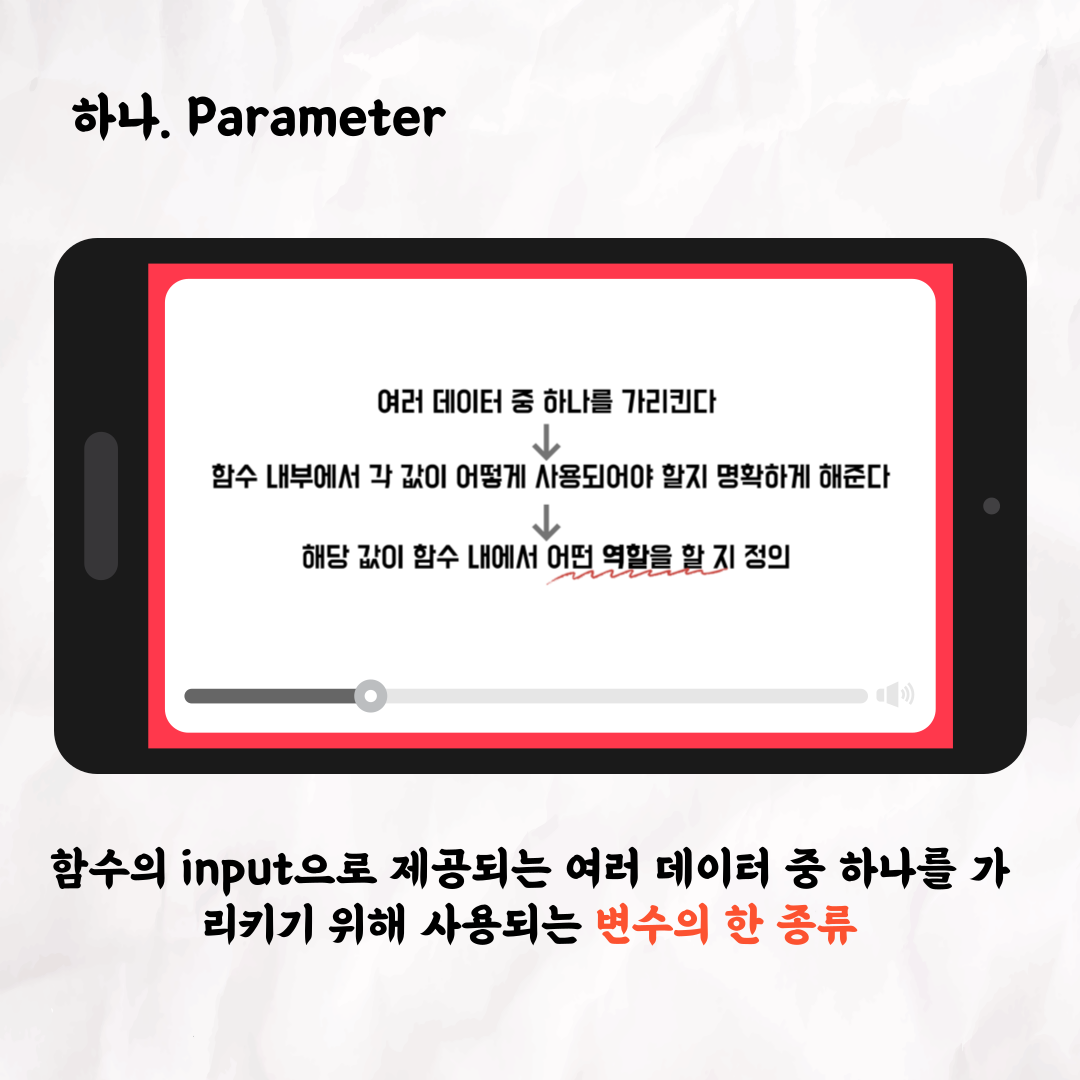 하나. Parameter
여러 데이터 중 하나를 가리킨다
함수 내부에서 각 값이 어떻게 사용되어야 할지 명확하게 해준다
해당 값이 함수 내에서 어떤 역할을 할 지 정의
함수의 input으로 제공되는 여러 데이터 중 하나를 가
리키기 위해 사용되는 변수의 한 종류